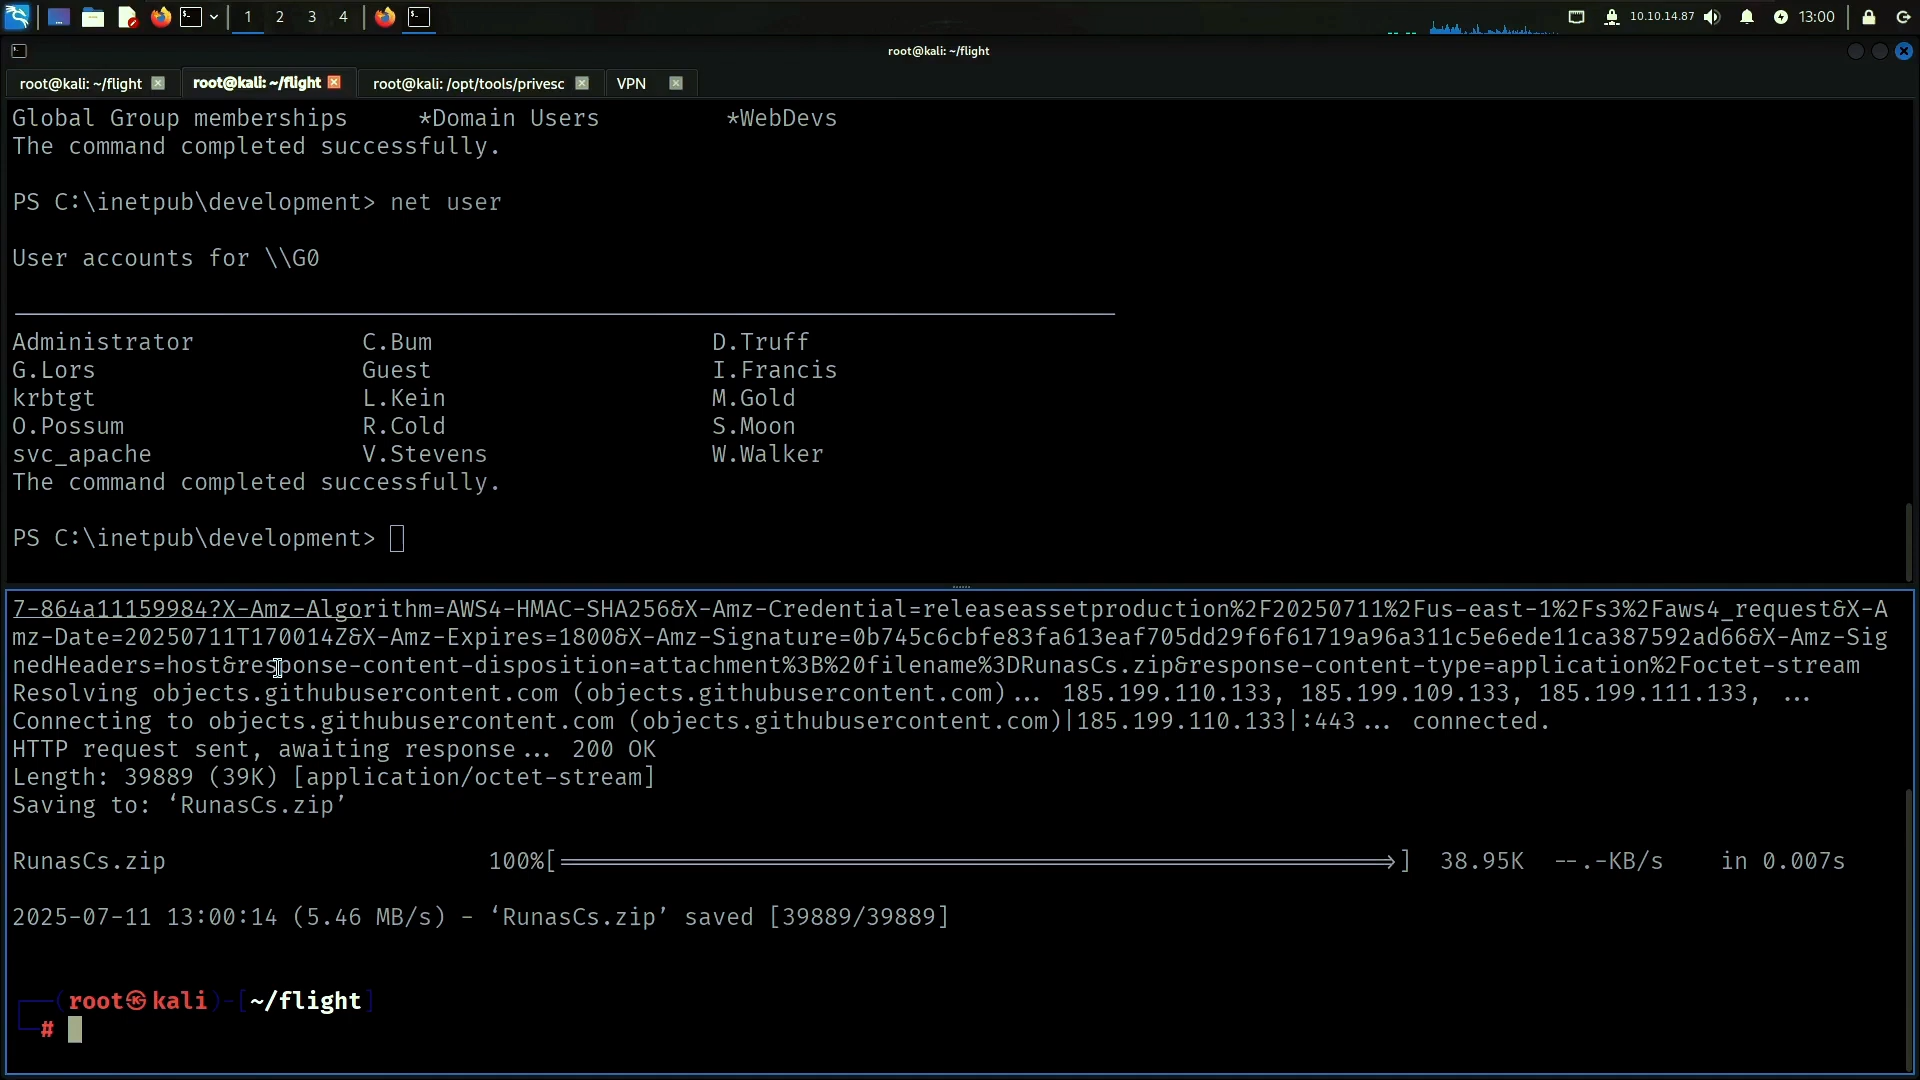 1 2 3 4
10.10.14.87
13:00
root@kali: ~/flight
root@kali: ~/flight
root@kali: ~/flight
root@kali: /opt/tools/privesc
VPN
Global Group memberships     *Domain Users         *WebDevs
The command completed successfully.
PS C:\inetpub\development> net user
User accounts for \\G0
Administrator            C.Bum                    D.Truff
G.Lors                   Guest                    I.Francis
krbtgt                   L.Kein                   M.Gold
O.Possum                 R.Cold                   S.Moon
svc_apache               V.Stevens                W.Walker
The command completed successfully.
PS C:\inetpub\development>
7-864a11159984?X-Amz-Algorithm=AWS4-HMAC-SHA256&X-Amz-Credential=releaseassetproduction%2F20250711%2Fus-east-1%2Fs3%2Faws4_request&X-A
mz-Date=20250711T170014Z&X-Amz-Expires=1800&X-Amz-Signature=0b745c6cbfe83fa613eaf705dd29f6f61719a96a311c5e6ede11ca387592ad66&X-Amz-Sig
nedHeaders=host&response-content-disposition=attachment%3B%20filename%3DRunasCs.zip&response-content-type=application%2Foctet-stream
Resolving objects.githubusercontent.com (objects.githubusercontent.com)... 185.199.110.133, 185.199.109.133, 185.199.111.133, ...
Connecting to objects.githubusercontent.com (objects.githubusercontent.com)|185.199.110.133|:443... connected.
HTTP request sent, awaiting response... 200 OK
Length: 39889 (39K) [application/octet-stream]
Saving to: ‘RunasCs.zip’
RunasCs.zip                       100%[===========================================================>]  38.95K  --.-KB/s    in 0.007s
2025-07-11 13:00:14 (5.46 MB/s) - ‘RunasCs.zip’ saved [39889/39889]
┌──(root㉿kali)-[~/flight]
└─#